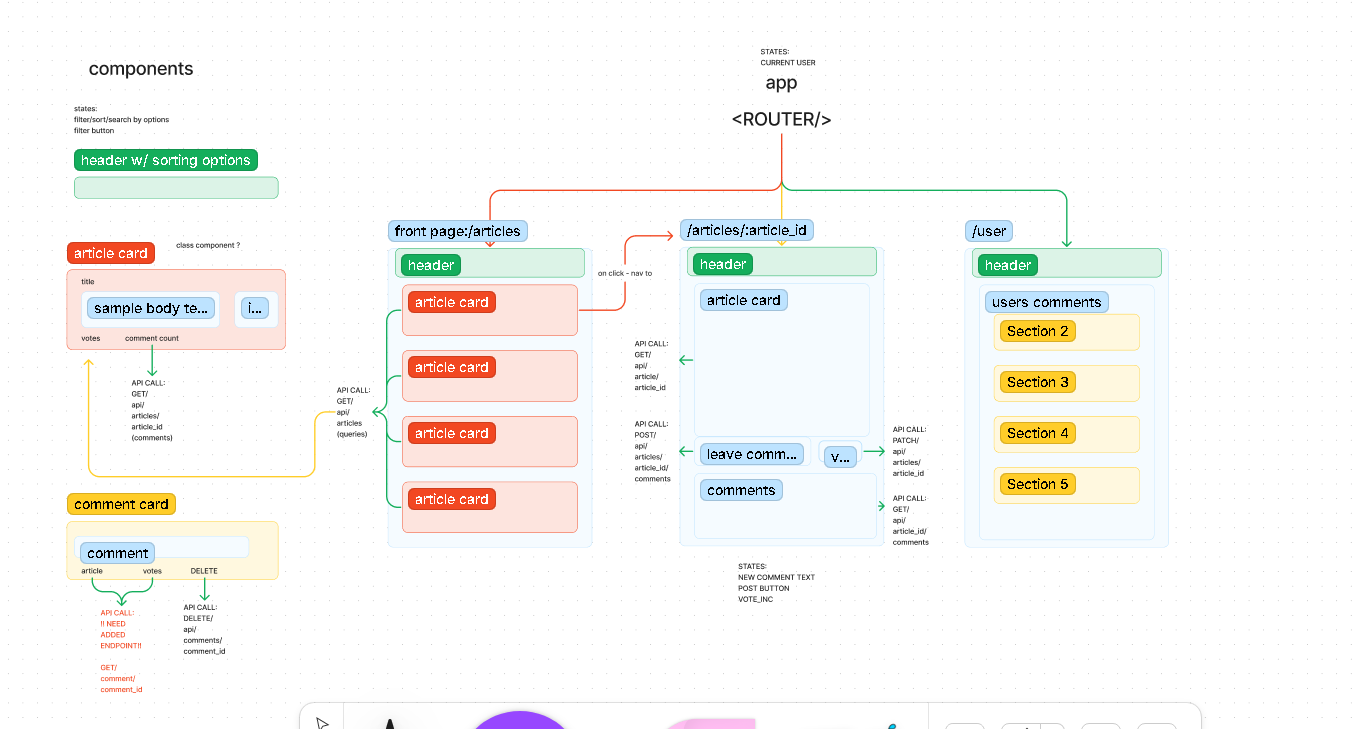 components
states:
filter/sort/search by options
filter button
header w/ sorting options
article card
class component ?
title
sample body te...
i...
votes
comment count
API CALL:
GET/
api/
articles/
article_id
(comments)
comment card
comment
article
votes
DELETE
API CALL:
!! NEED
ADDED
ENDPOINT!!
GET/
comment/
comment_id
API CALL:
DELETE/
api/
comments/
comment_id
STATES:
CURRENT USER
app
<ROUTER/>
front page:/articles
header
article card
article card
article card
article card
API CALL:
GET/
api/
articles
(queries)
on click - nav to
/articles/:article_id
header
article card
API CALL:
GET/
api/
article/
article_id
API CALL:
POST/
api/
articles/
article_id/
comments
leave comm...
v...
comments
API CALL:
PATCH/
api/
articles/
article_id
API CALL:
GET/
api/
article_id/
comments
STATES:
NEW COMMENT TEXT
POST BUTTON
VOTE_INC
/user
header
users comments
Section 2
Section 3
Section 4
Section 5